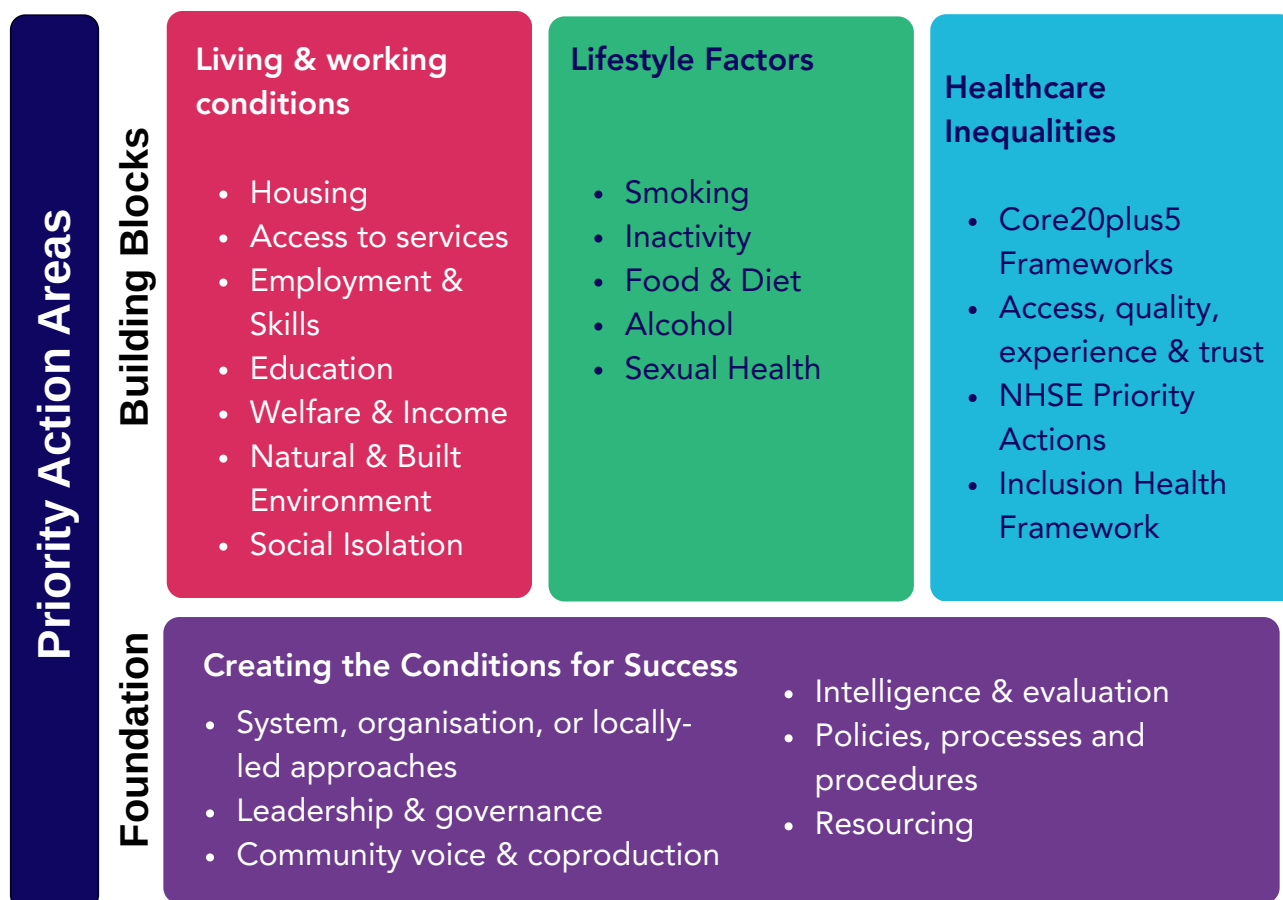 Priority Action Areas
Building Blocks
Living & working
conditions
• Housing
• Access to services
• Employment &
Skills
• Education
• Welfare & Income
• Natural & Built
Environment
• Social Isolation
Lifestyle Factors
• Smoking
• Inactivity
• Food & Diet
• Alcohol
• Sexual Health
Healthcare
Inequalities
• Core20plus5
Frameworks
• Access, quality,
experience & trust
• NHSE Priority
Actions
• Inclusion Health
Framework
Foundation
Creating the Conditions for Success
• System, organisation, or locally-
led approaches
• Leadership & governance
• Community voice & coproduction
• Intelligence & evaluation
• Policies, processes and
procedures
• Resourcing